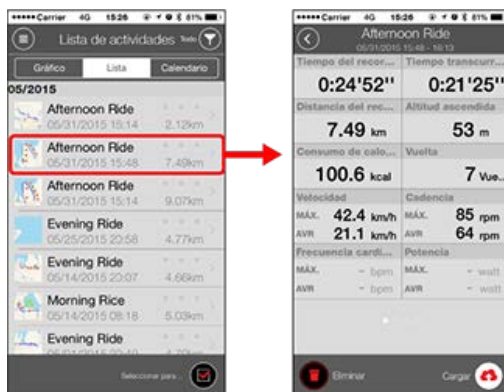 Carrier 4G 15:26 81%
Lista de actividades Todo
Gráfico Lista Calendario
05/2015
Afternoon Ride
05/31/2015 15:14 2.12km
Afternoon Ride
05/31/2015 15:48 7.49km
Afternoon Ride
05/31/2015 15:14 9.07km
Evening Ride
05/25/2015 20:58 4.77km
Evening Ride
05/14/2015 20:07 4.66km
Morning Rice
05/14/2015 08:18 5.03km
Evening Ride
Seleccionar para...
Carrier 4G 15:26 81%
Afternoon Ride
05/31/2015 15:48 - 16:13
Tiempo del recor... Tiempo transcurr...
0:24'52" 0:21'25"
Distancia del rec... Altitud ascendida
7.49 km 53 m
Consumo de calo... Vuelta
100.6 kcal 7 Vue..
Velocidad Cadencia
MÁX. 42.4 km/h MÁX. 85 rpm
AVR 21.1 km/h AVR 64 rpm
Frecuencia cardi... Potencia
MÁX. - bpm MÁX. - watt
AVR - bpm AVR - watt
Eliminar Cargar